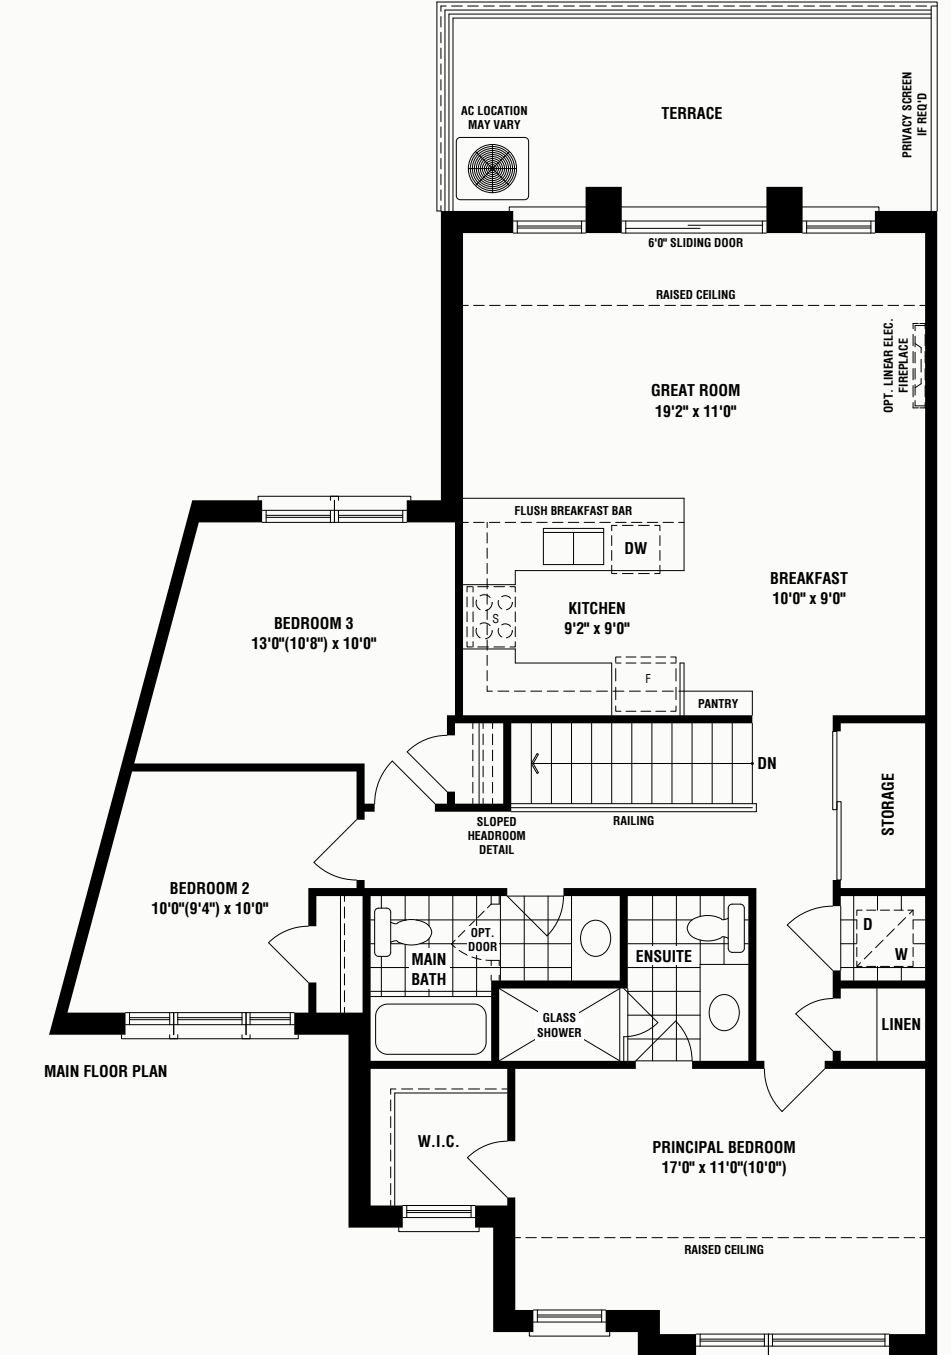 AC LOCATION
MAY VARY
TERRACE
PRIVACY SCREEN
IF REQ'D
6'0" SLIDING DOOR
RAISED CEILING
OPT. LINEAR ELEC.
FIREPLACE
GREAT ROOM
19'2" x 11'0"
FLUSH BREAKFAST BAR
DW
BREAKFAST
10'0" x 9'0"
KITCHEN
9'2" x 9'0"
S
BEDROOM 3
13'0"(10'8") x 10'0"
F
PANTRY
DN
STORAGE
SLOPED
HEADROOM
DETAIL
RAILING
BEDROOM 2
10'0"(9'4") x 10'0"
OPT.
DOOR
MAIN
BATH
ENSUITE
D
W
GLASS
SHOWER
LINEN
MAIN FLOOR PLAN
W.I.C.
PRINCIPAL BEDROOM
17'0" x 11'0"(10'0")
RAISED CEILING